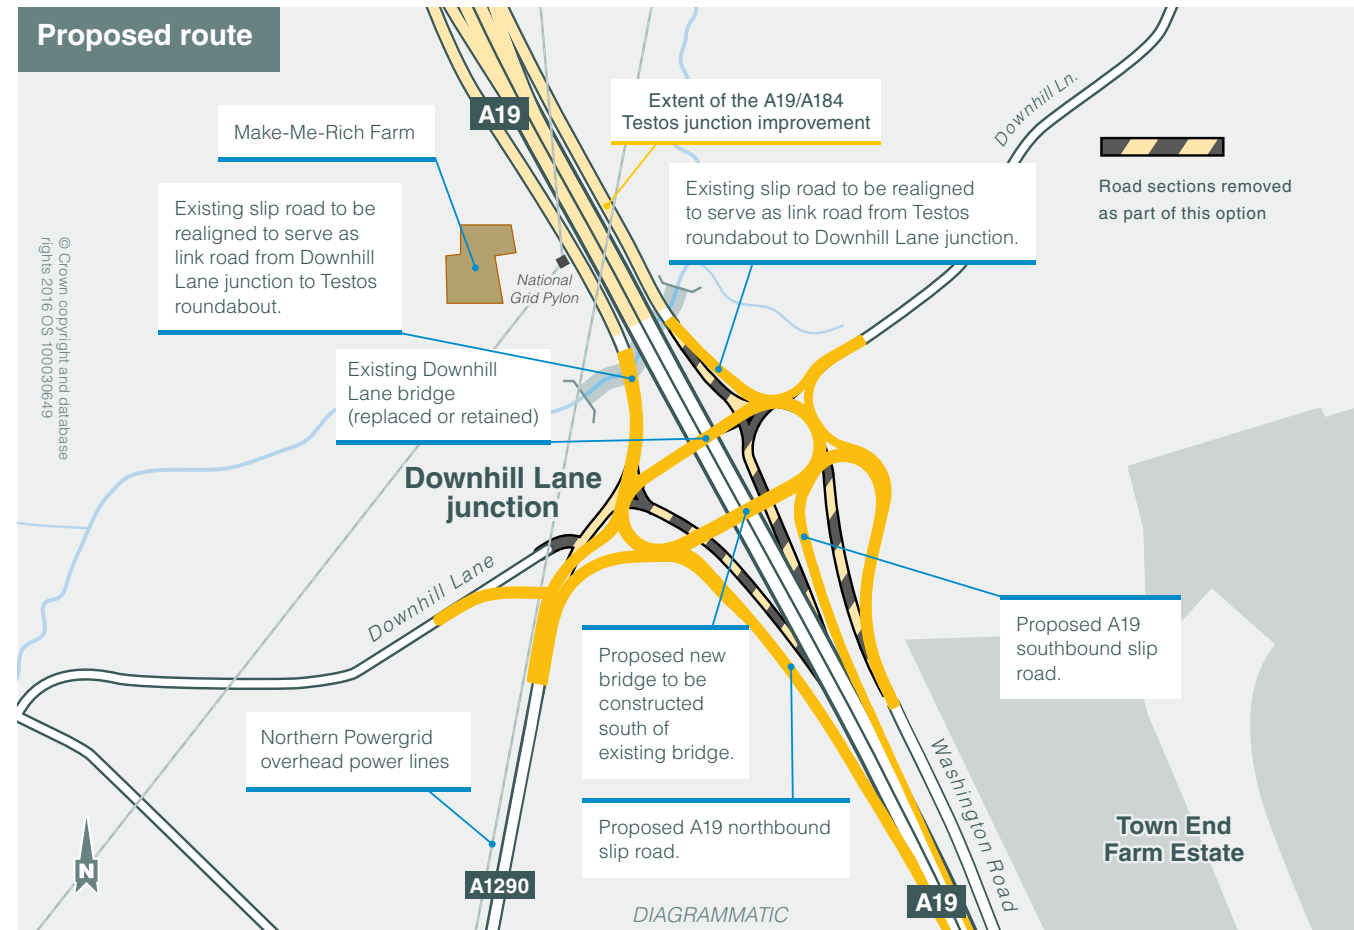 Proposed route
A19
Extent of the A19/A184
Testos junction improvement
Make-Me-Rich Farm
Downhill Ln.
Road sections removed
as part of this option
Existing slip road to be
realigned to serve as
link road from Downhill
Lane junction to Testos
roundabout.
Existing slip road to be realigned
to serve as link road from Testos
roundabout to Downhill Lane junction.
© Crown copyright and database
rights 2016 OS 100030649
National
Grid Pylon
Existing Downhill
Lane bridge
(replaced or retained)
Downhill Lane
junction
Downhill Lane
Proposed A19
southbound slip
road.
Proposed new
bridge to be
constructed
south of
existing bridge.
Northern Powergrid
overhead power lines
Washington Road
Proposed A19 northbound
slip road.
Town End
Farm Estate
N
A1290
A19
DIAGRAMMATIC